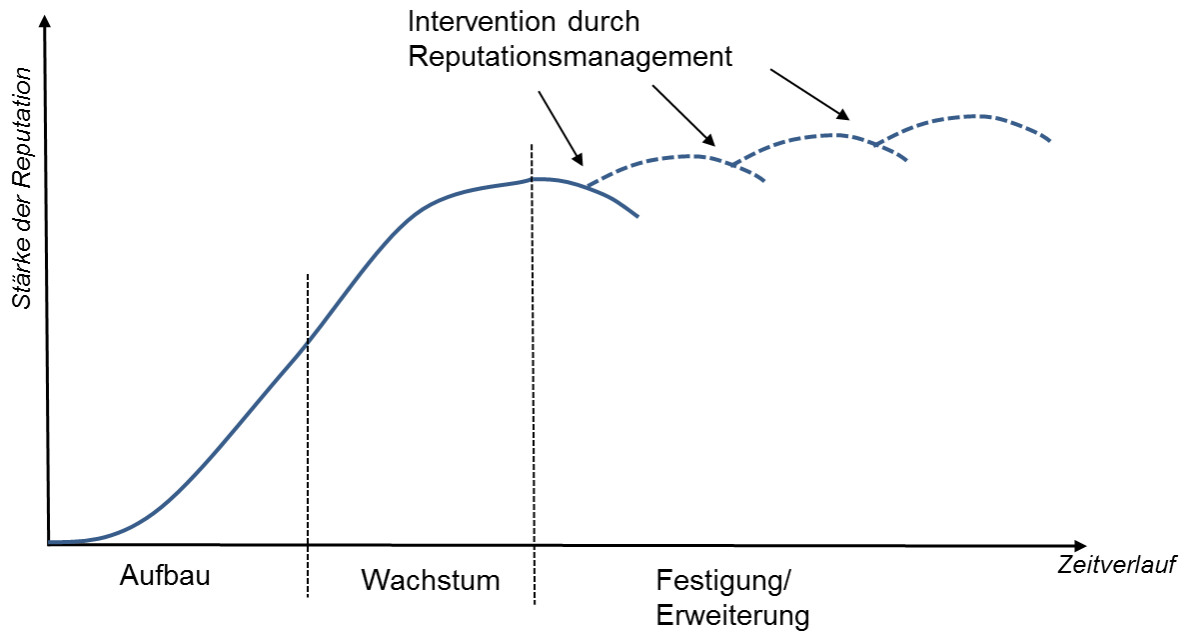 Intervention durch
Reputationsmanagement
Stärke der Reputation
Zeitverlauf
Aufbau
Wachstum
Festigung/
Erweiterung